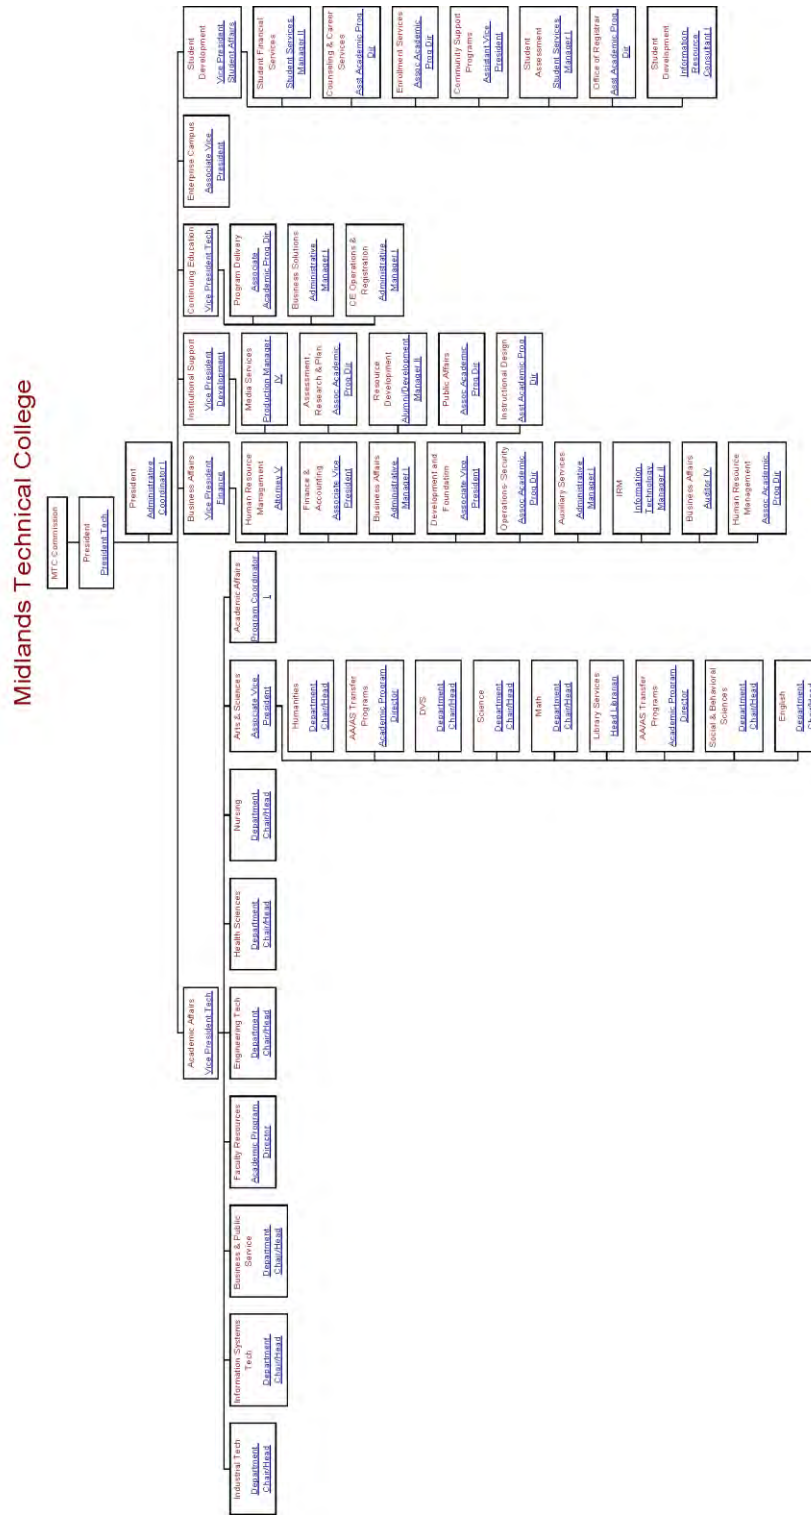 Midlands Technical College
MTC Commission
President
President Tech
President
Administrative
Coordinator I
Academic Affairs
Vice President Tech
Business Affairs
Vice President
Finance
Institutional Support
Vice President
Development
Continuing Education
Vice President Tech
Enterprise Campus
Associate Vice
President
Student
Development
Vice President
Student Affairs
Industrial Tech
Department
Chair/Head
Information Systems
Tech
Department
Chair/Head
Business & Public
Service
Department
Chair/Head
Faculty Resources
Academic Program
Director
Engineering Tech
Department
Chair/Head
Health Sciences
Department
Chair/Head
Nursing
Department
Chair/Head
Arts & Sciences
Associate Vice
President
Academic Affairs
Program Coordinator
I
Humanities
Department
Chair/Head
AA/AS Transfer
Programs
Academic Program
Director
DVS
Department
Chair/Head
Science
Department
Chair/Head
Math
Department
Chair/Head
Library Services
Head Librarian
AA/AS Transfer
Programs
Academic Program
Director
Social & Behavioral
Sciences
Department
Chair/Head
English
Department
Chair/Head
Human Resource
Management
Attorney V
Finance &
Accounting
Associate Vice
President
Business Affairs
Administrative
Manager I
Development and
Foundation
Associate Vice
President
Operations-Security
Assoc Academic
Prog Dir
Auxiliary Services
Administrative
Manager I
IRM
Information
Technology
Manager II
Business Affairs
Auditor IV
Human Resource
Management
Assoc Academic
Prog Dir
Media Services
Production Manager
IV
Assessment,
Research & Plan
Assoc Academic
Prog Dir
Resource
Development
Alumni/Development
Manager II
Public Affairs
Assoc Academic
Prog Dir
Instructional Design
Asst Academic Prog
Dir
Program Delivery
Associate
Academic Prog Dir
Business Solutions
Administrative
Manager I
CE Operations &
Registration
Administrative
Manager I
Student Financial
Services
Student Services
Manager II
Counseling & Career
Services
Asst Academic Prog
Dir
Enrollment Services
Assoc Academic
Prog Dir
Community Support
Programs
Assistant Vice
President
Student
Assessment
Student Services
Manager I
Office of Registrar
Asst Academic Prog
Dir
Student
Development
Information
Resource
Consultant I